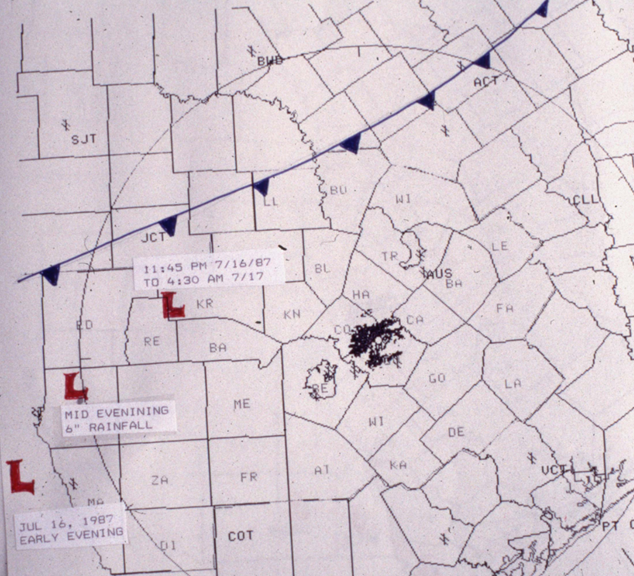 BWD
ACT
SJT
BU
WI
LL
CLL
JCT
TR
LE
AUS
BA
11:45 PM 7/16/87
TO 4:30 AM 7/17
BL
HA
L
KR
KN
CO
CA
FA
ED
RE
BA
GO
LA
L
MID EVENINING
6" RAINFALL
ME
BE
WI
DE
L
ZA
FR
AT
KA
VCT
MA
JUL 16, 1987
EARLY EVENING
DI
COT
PT